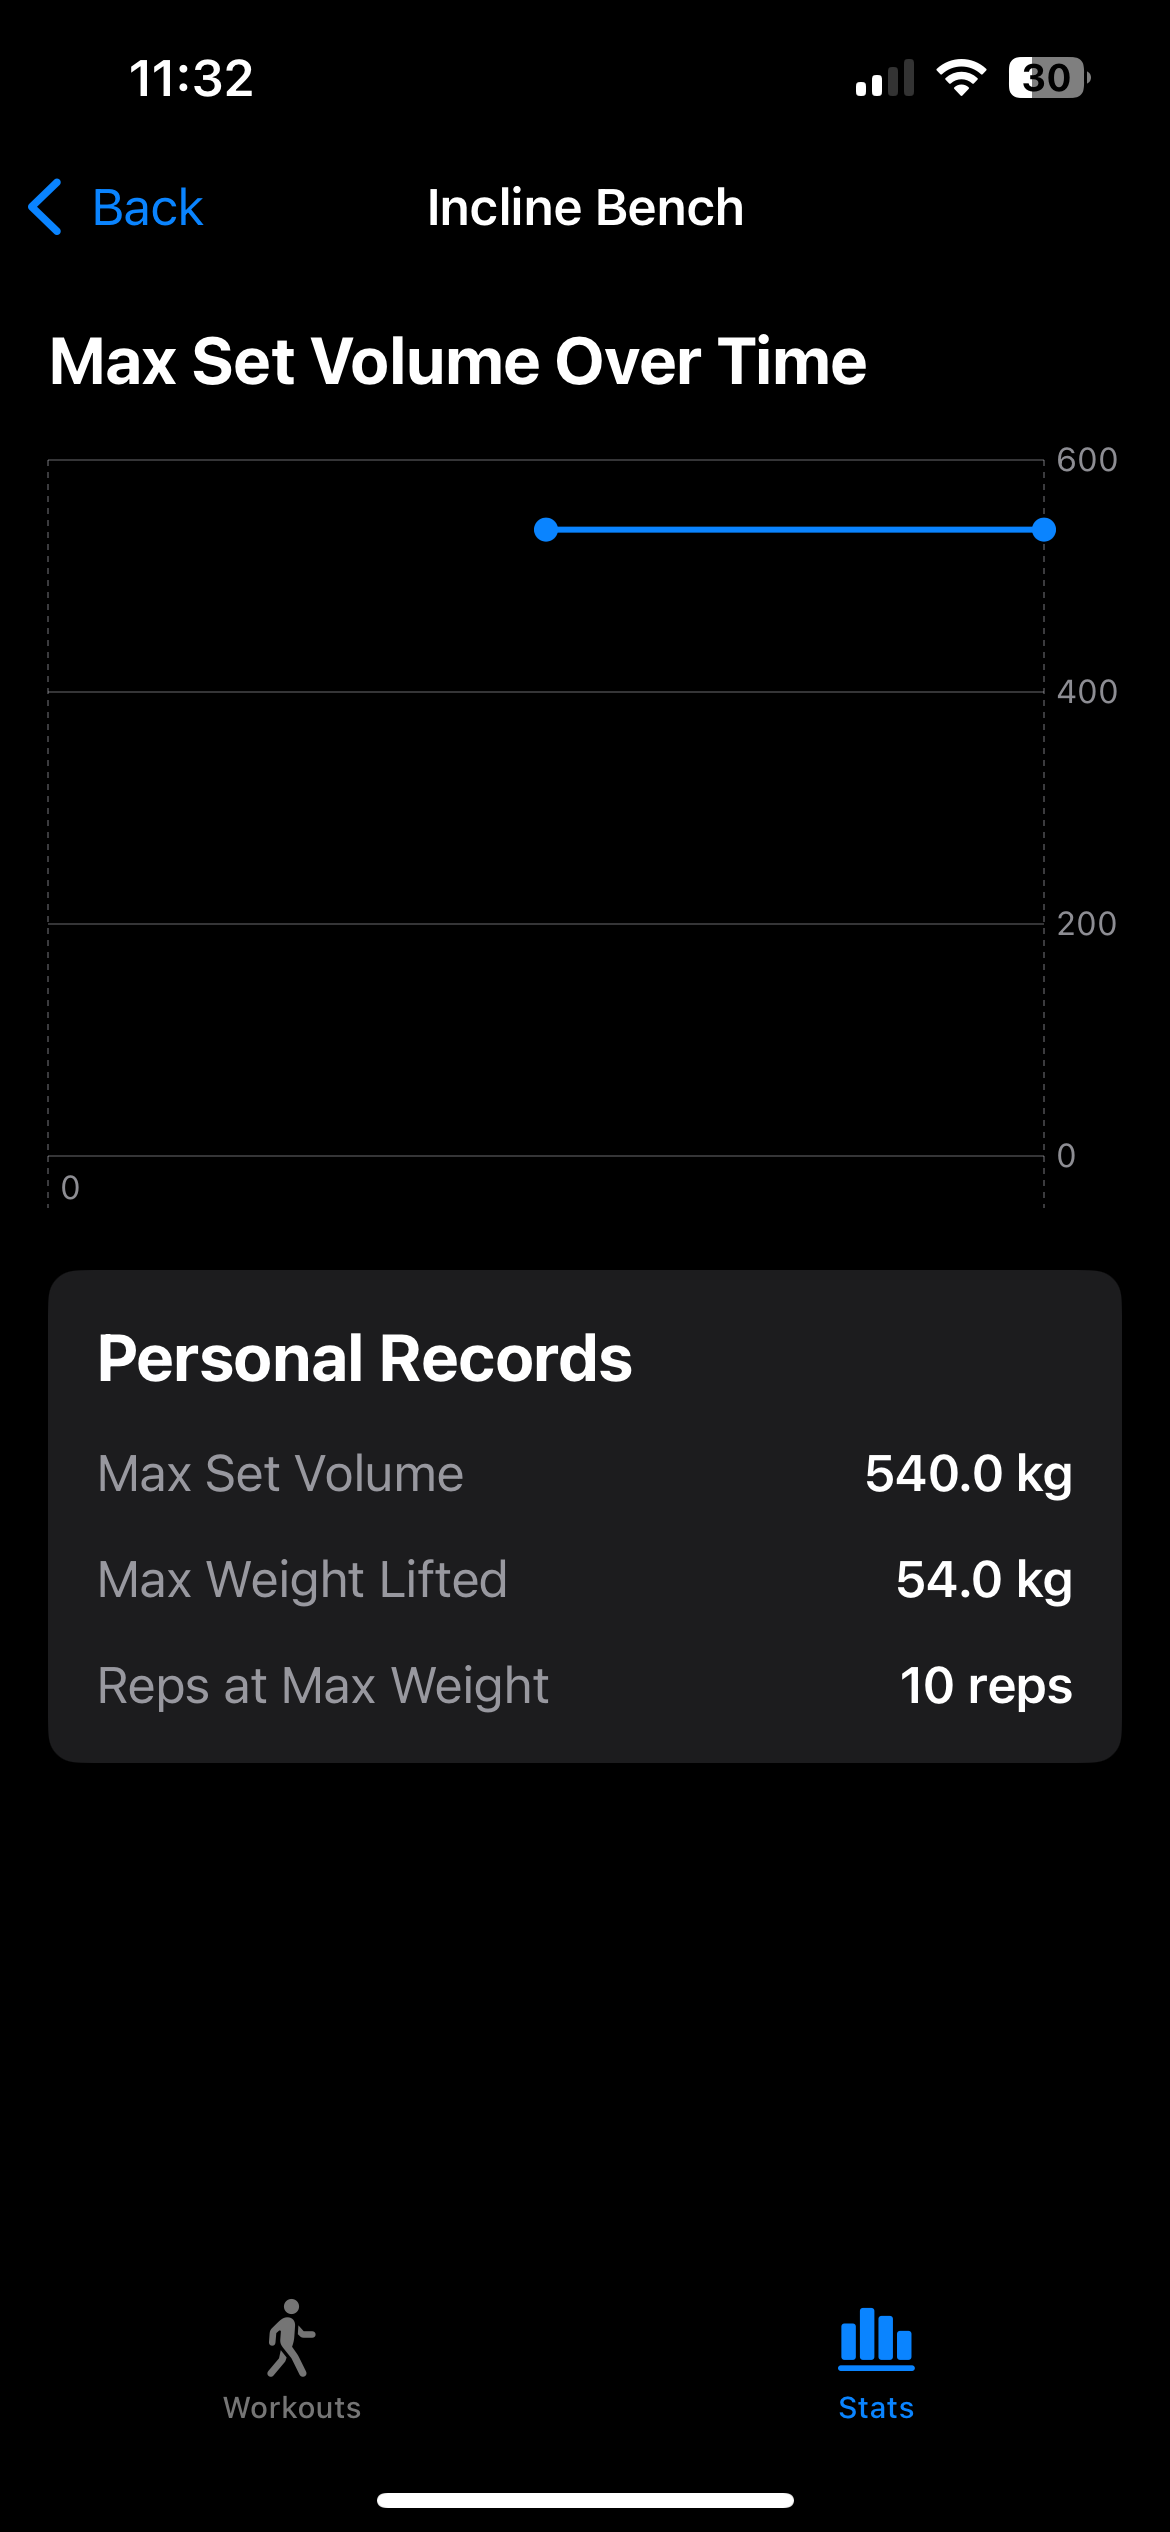 11:32
30
Back
Incline Bench
Max Set Volume Over Time
600
400
200
0
0
Personal Records
Max Set Volume 540.0 kg
Max Weight Lifted 54.0 kg
Reps at Max Weight 10 reps
Workouts
Stats